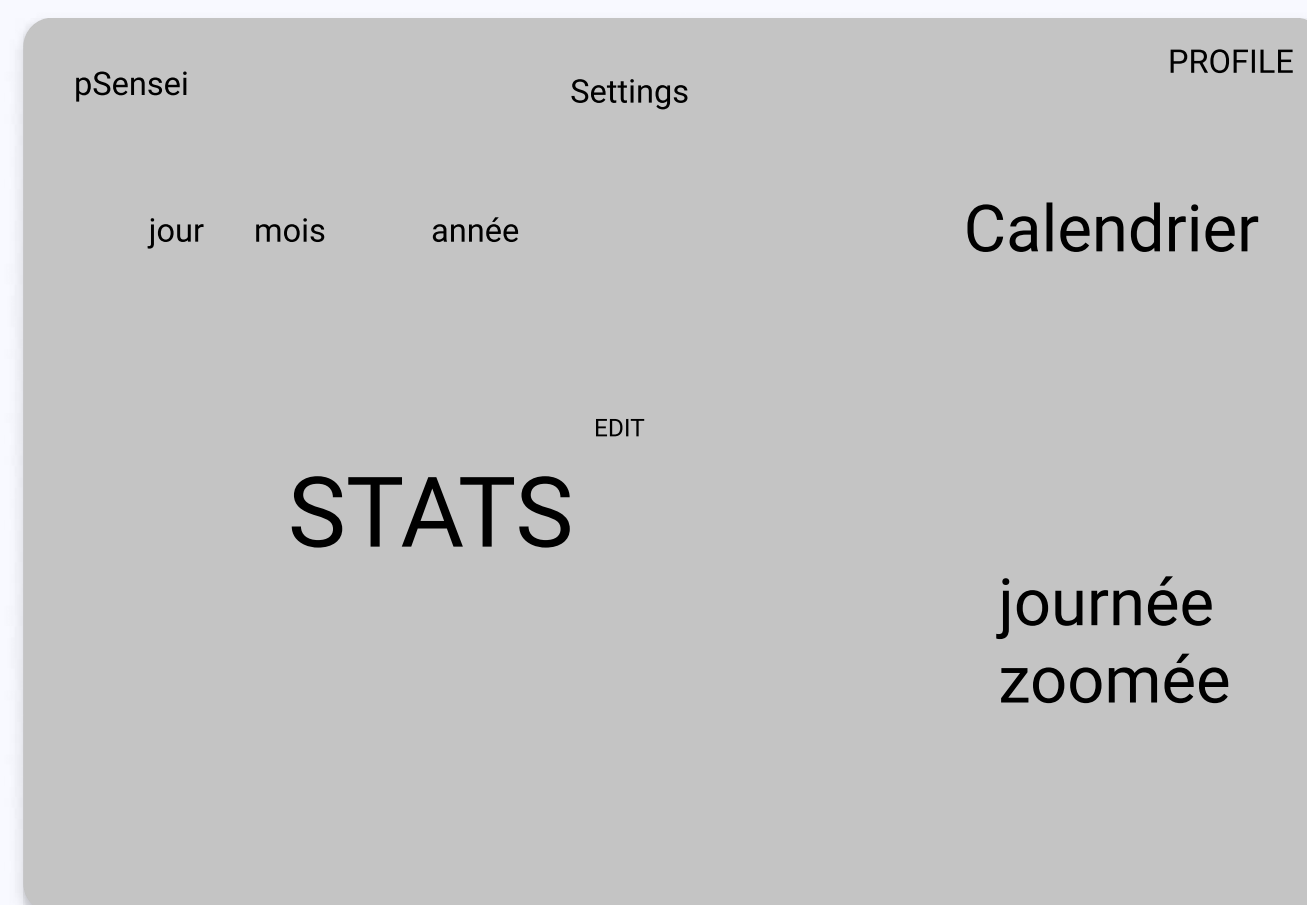 pSensei
Settings
PROFILE
jour
mois
année
Calendrier
EDIT
STATS
journée
zoomée